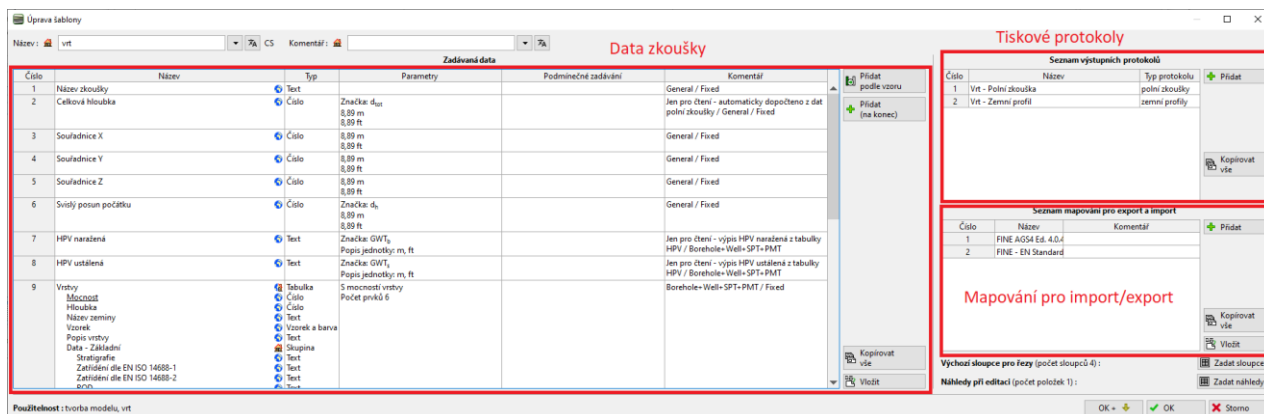 Úprava šablony
Název : vrt CS Komentář :
Data zkoušky
Tiskové protokoly
Zadávaná data
Číslo Název Typ Parametry Podmínečné zadávání Komentář
1 Název zkoušky Text General / Fixed
2 Celková hloubka Číslo Značka: dtot Jen pro čtení - automaticky dopočteno z dat
8,89 m polní zkoušky / General / Fixed
8,89 ft
3 Souřadnice X Číslo 8,89 m General / Fixed
8,89 ft
4 Souřadnice Y Číslo 8,89 m General / Fixed
8,89 ft
5 Souřadnice Z Číslo 8,89 m General / Fixed
8,89 ft
6 Svislý posun počátku Číslo Značka: dh General / Fixed
8,89 m
8,89 ft
7 HPV naražená Text Značka: GWTb Jen pro čtení - výpis HPV naražená z tabulky
Popis jednotky: m, ft HPV / Borehole+Well+SPT+PMT
8 HPV ustálená Text Značka: GWTs Jen pro čtení - výpis HPV ustálená z tabulky
Popis jednotky: m, ft HPV / Borehole+Well+SPT+PMT
9 Vrstvy Tabulka S mocností vrstvy Borehole+Well+SPT+PMT / Fixed
Mocnost Číslo Počet prvků 6
Hloubka Číslo
Název zeminy Text
Vzorek Vzorek a barva
Popis vrstvy Text
Data - Základní Skupina
Stratigrafie Text
Zatřídění dle EN ISO 14688-1 Text
Zatřídění dle EN ISO 14688-2 Text
RQD Text
Přidat
podle vzoru
Přidat
(na konec)
Kopírovat
vše
Vložit
Seznam výstupních protokolů
Číslo Název Typ protokolu
1 Vrt - Polní zkouška polní zkoušky
2 Vrt - Zemní profil zemní profily
Přidat
Kopírovat
vše
Seznam mapování pro export a import
Číslo Název Komentář
1 FINE AGS4 Ed. 4.0.4
2 FINE - EN Standard
Přidat
Mapování pro import/export
Kopírovat
vše
Vložit
Výchozí sloupce pro řezy (počet sloupců 4) : Zadat sloupce
Náhledy při editaci (počet položek 1) : Zadat náhledy
Použitelnost : tvorba modelu, vrt
OK + OK Storno